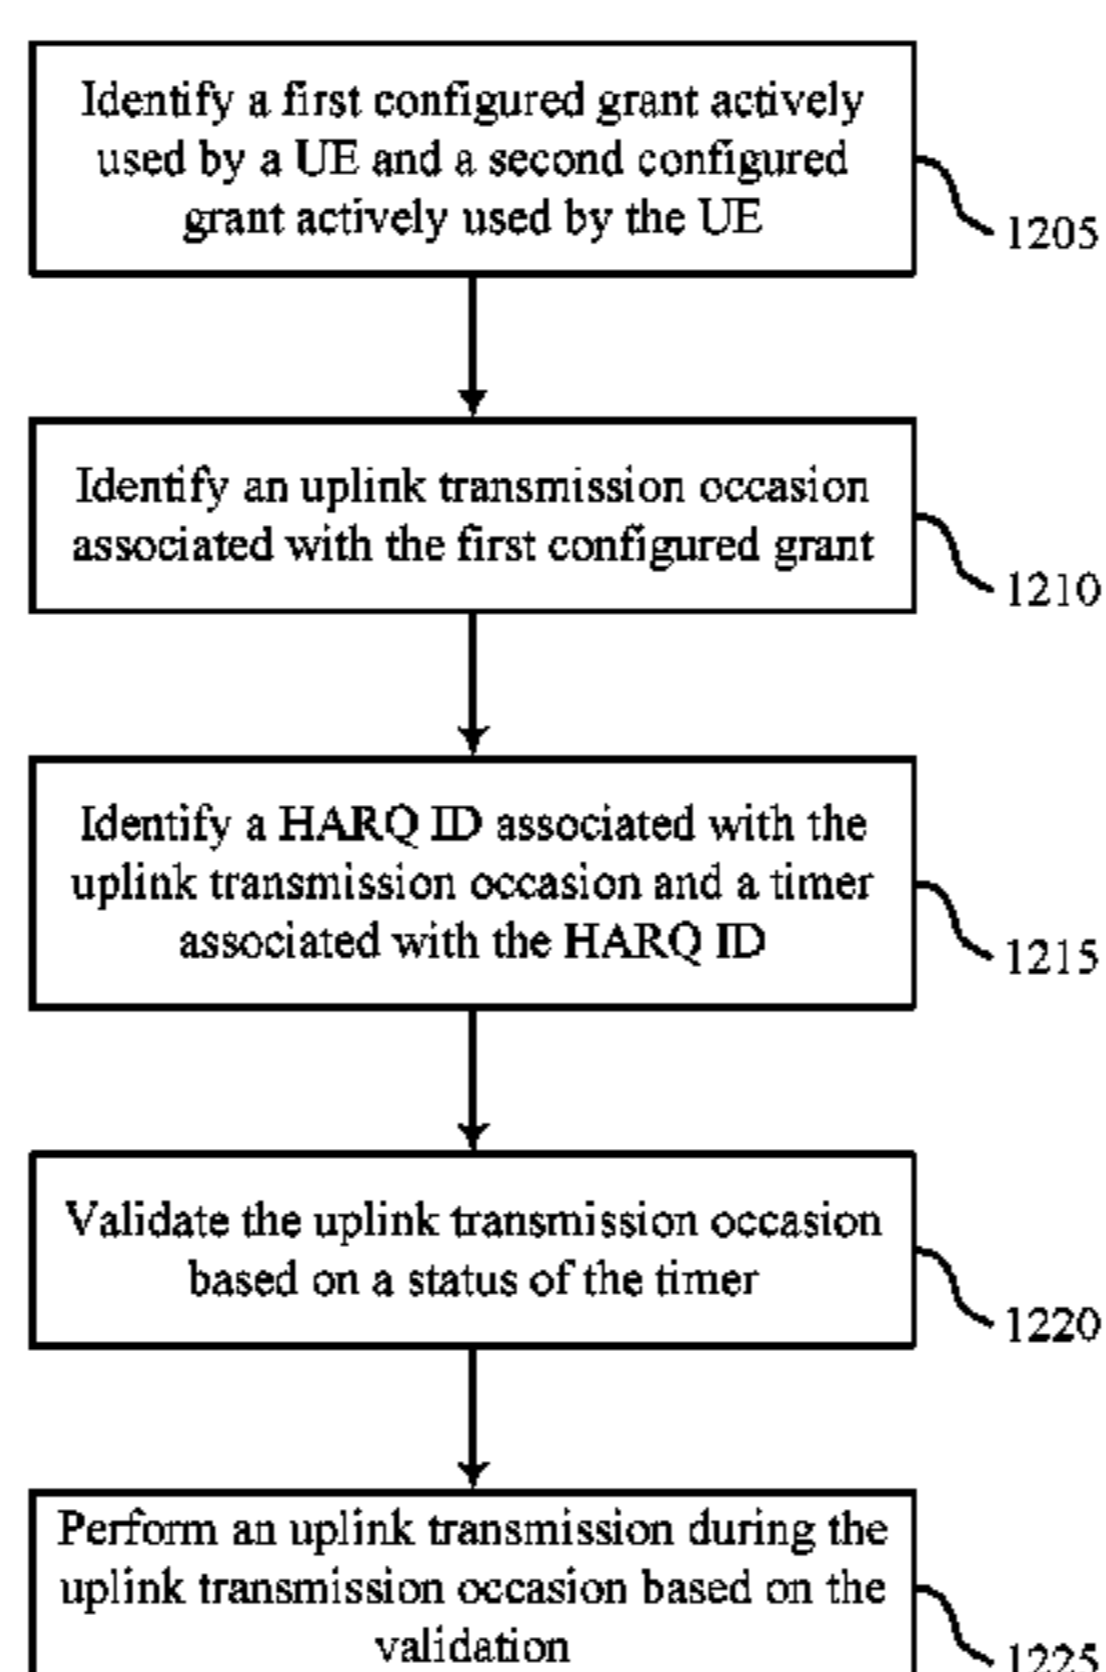 Identify a first configured grant actively
used by a UE and a second configured
grant actively used by the UE
1205
Identify an uplink transmission occasion
associated with the first configured grant
1210
Identify a HARQ ID associated with the
uplink transmission occasion and a timer
associated with the HARQ ID
1215
Validate the uplink transmission occasion
based on a status of the timer
1220
Perform an uplink transmission during the
uplink transmission occasion based on the
validation
1225